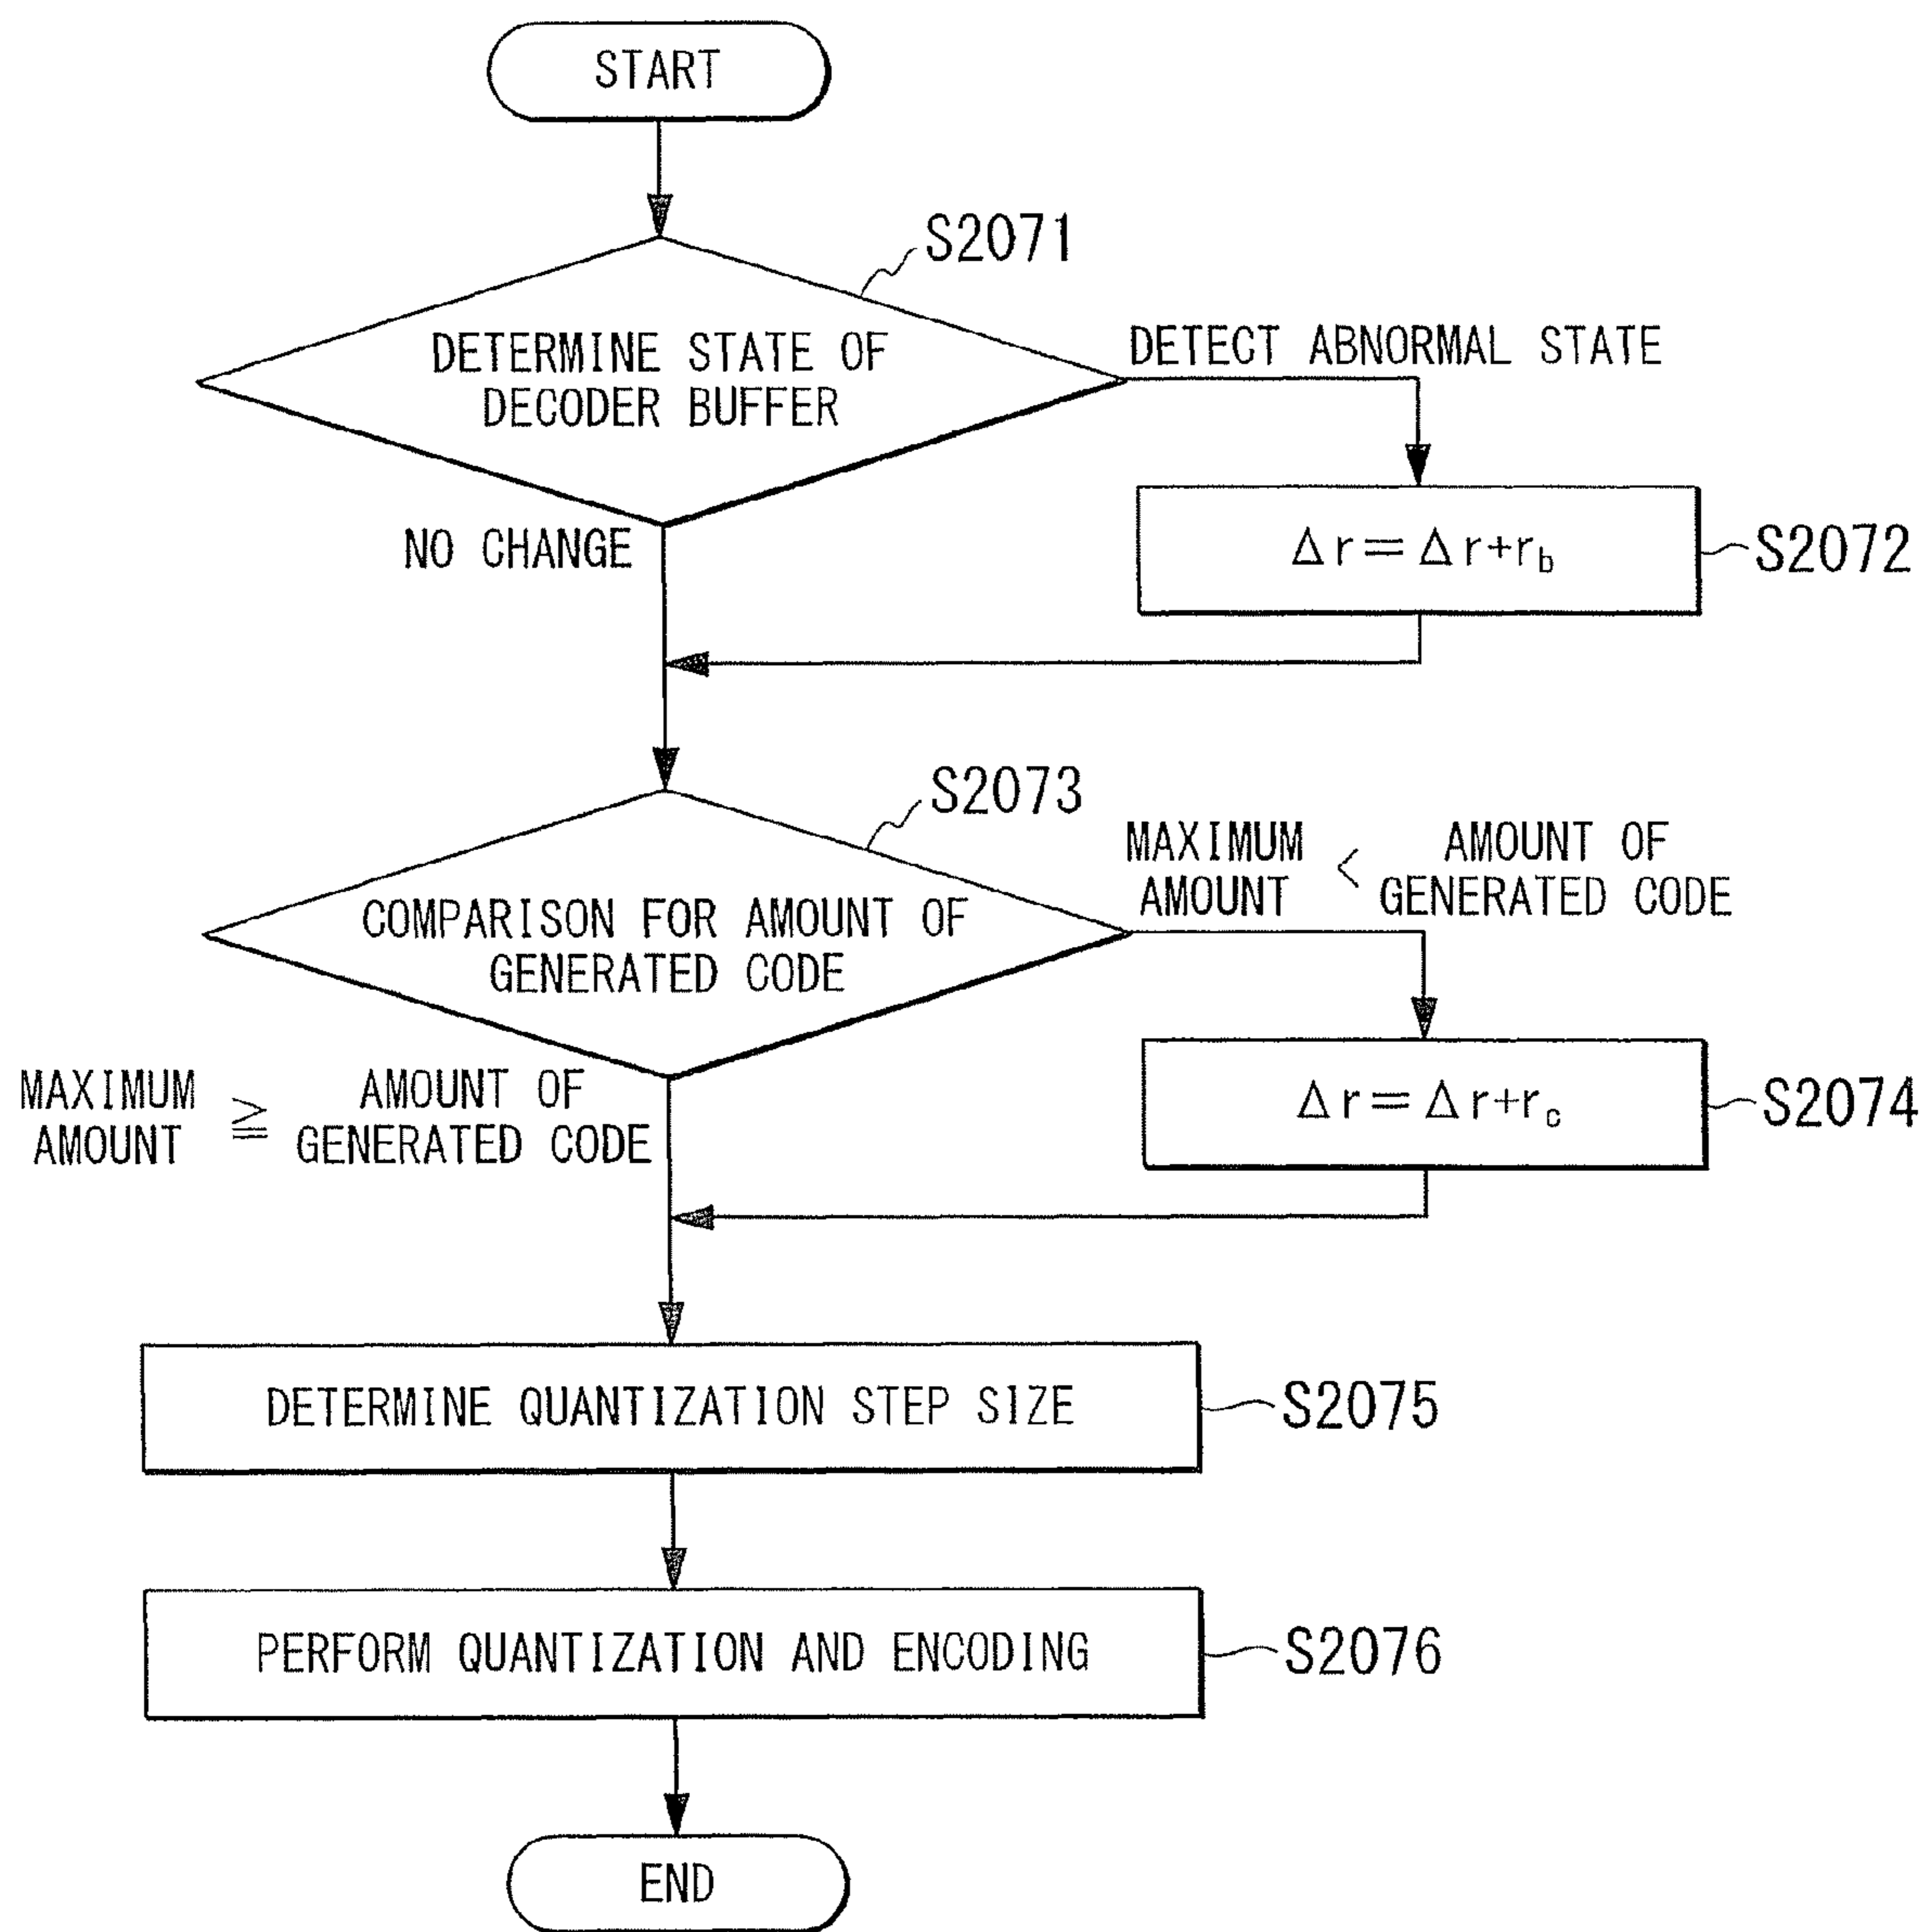 START
S2071
DETERMINE STATE OF
DECODER BUFFER
DETECT ABNORMAL STATE
NO CHANGE
Δr=Δr+r_b
S2072
S2073
COMPARISON FOR AMOUNT OF
GENERATED CODE
MAXIMUM < AMOUNT OF
AMOUNT GENERATED CODE
MAXIMUM ≧ AMOUNT OF
AMOUNT GENERATED CODE
Δr=Δr+r_c
S2074
DETERMINE QUANTIZATION STEP SIZE
S2075
PERFORM QUANTIZATION AND ENCODING
S2076
END